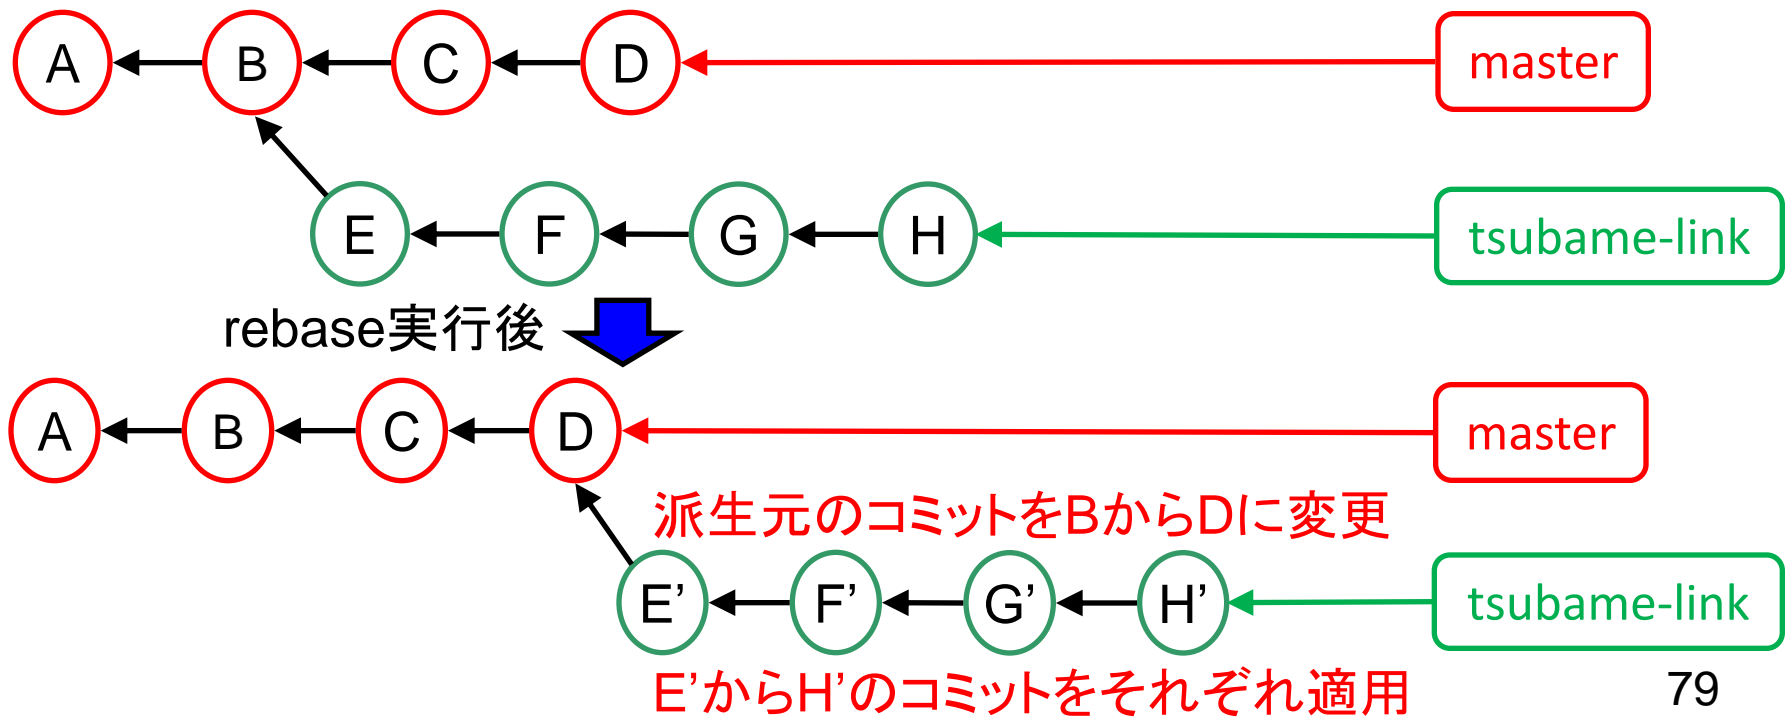 A B C D master
E F G H tsubame-link
rebase実行後
A B C D master
派生元のコミットをBからDに変更
E’ F’ G’ H’ tsubame-link
E’からH’のコミットをそれぞれ適用
79